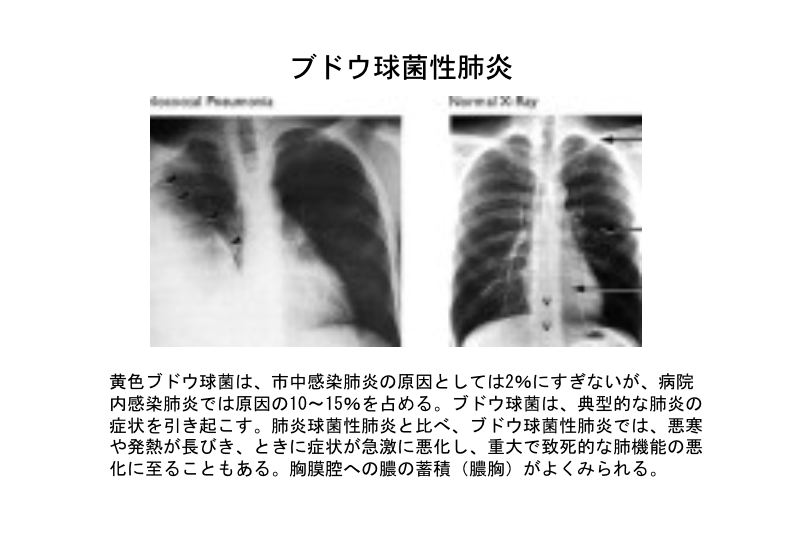 ブドウ球菌性肺炎
Pneumonia
Normal X-Ray
黄色ブドウ球菌は、市中感染肺炎の原因としては2%にすぎないが、病院
内感染肺炎では原因の10～15%を占める。ブドウ球菌は、典型的な肺炎の
症状を引き起こす。肺炎球菌性肺炎と比べ、ブドウ球菌性肺炎では、悪寒
や発熱が長びき、ときに症状が急激に悪化し、重大で致死的な肺機能の悪
化に至ることもある。胸膜腔への膿の蓄積（膿胸）がよくみられる。